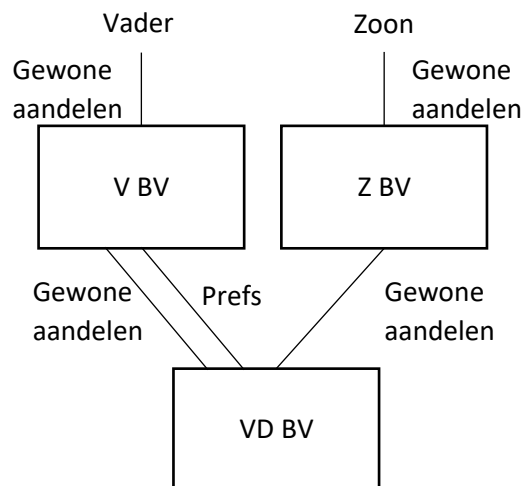 Vader
Zoon
Gewone
aandelen
Gewone
aandelen
V BV
Z BV
Gewone
aandelen
Prefs
Gewone
aandelen
VD BV